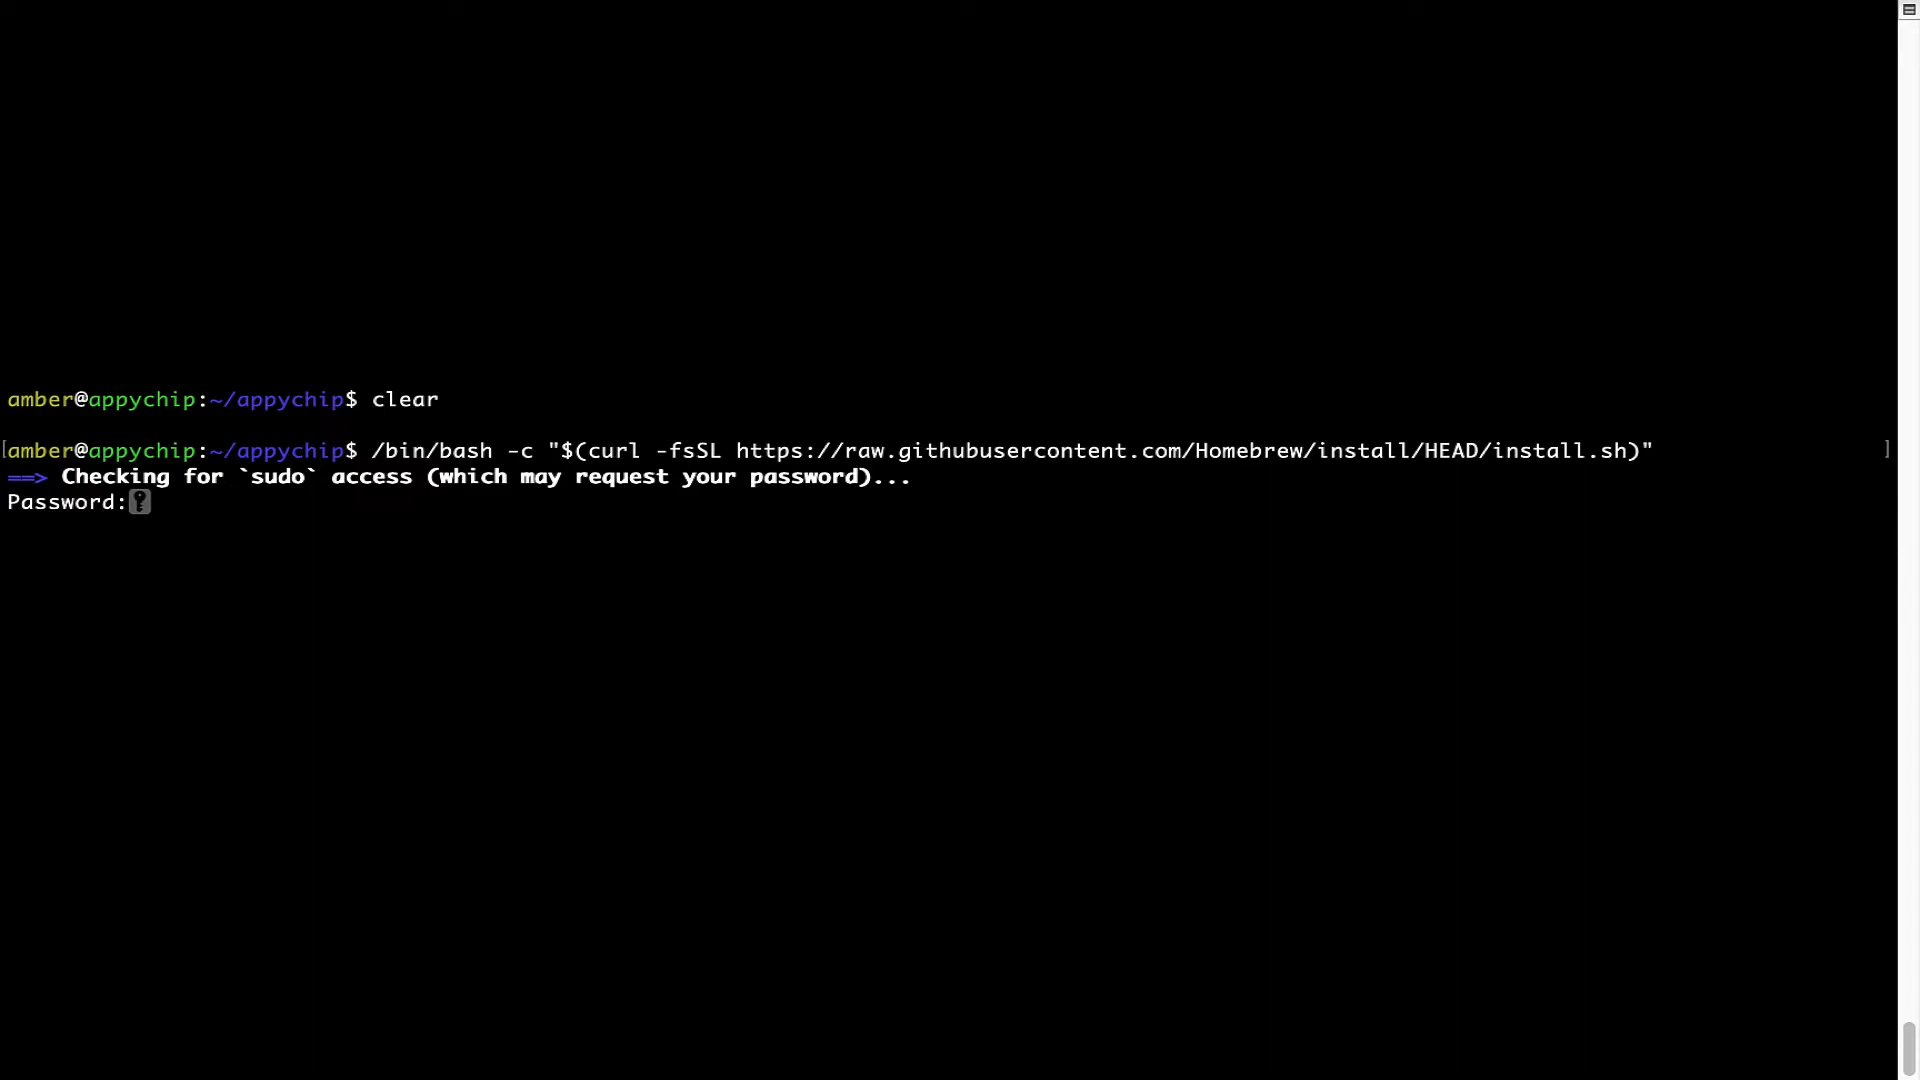 amber@appychip:~/appychip$ clear
[amber@appychip:~/appychip$ /bin/bash -c "$(curl -fsSL https://raw.githubusercontent.com/Homebrew/install/HEAD/install.sh)" ]
==> Checking for `sudo` access (which may request your password)...
Password: